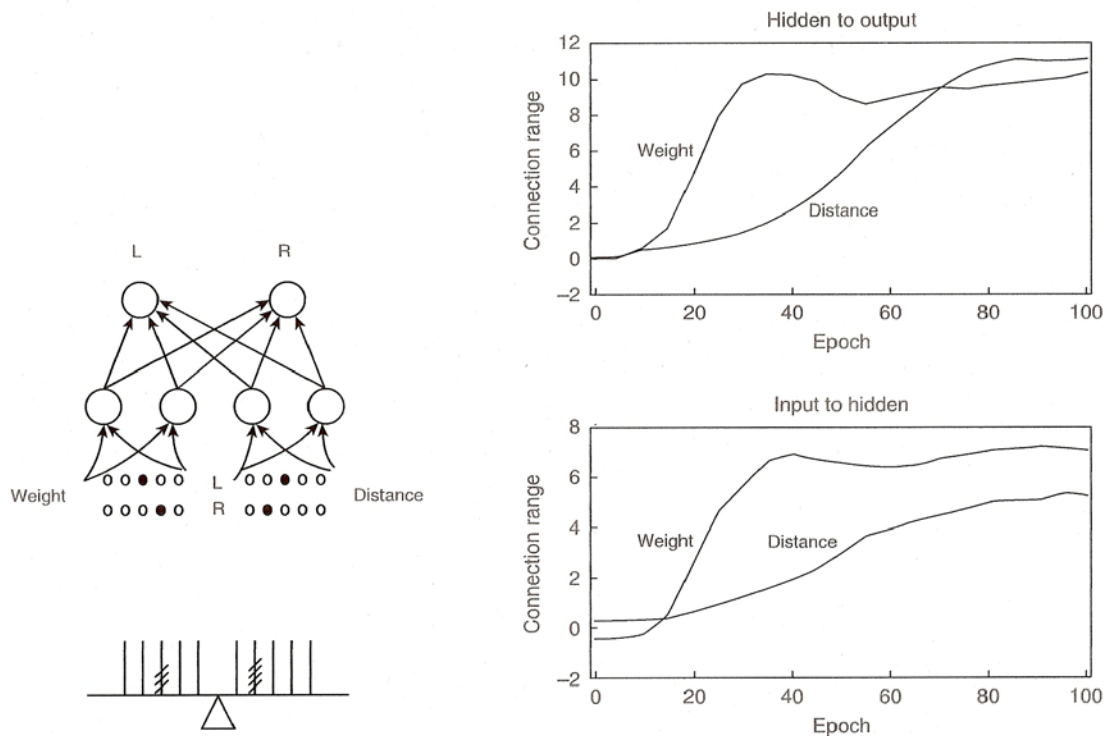 L R
Weight L Distance
R
Hidden to output
Connection range
12
10
8
6
4
2
0
–2
Weight
Distance
0 20 40 60 80 100
Epoch
Input to hidden
Connection range
8
6
4
2
0
–2
Weight Distance
0 20 40 60 80 100
Epoch